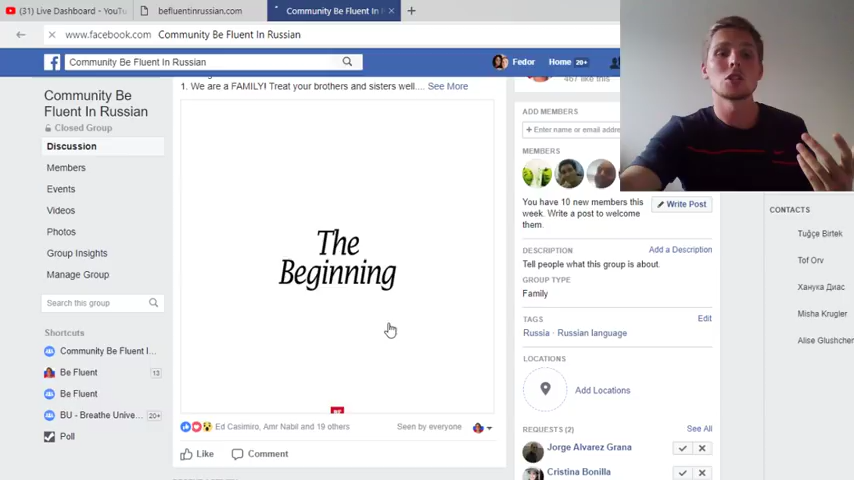 (31) Live Dashboard - YouTu
befluentinrussian.com
Community Be Fluent In R
www.facebook.com Community Be Fluent In Russian
Community Be Fluent In Russian
Fedor
Home 20+
Community Be
Fluent In Russian
Closed Group
Discussion
Members
Events
Videos
Photos
Group Insights
Manage Group
Search this group
Shortcuts
Community Be Fluent I...
Be Fluent 13
Be Fluent
BU - Breathe Unive... 20+
Poll
1. We are a FAMILY! Treat your brothers and sisters well.... See More
The
Beginning
BF
Ed Casimiro, Amr Nabil and 19 others
Seen by everyone
Like
Comment
467 like this
ADD MEMBERS
+ Enter name or email addre
MEMBERS
You have 10 new members this
week. Write a post to welcome
them.
Write Post
DESCRIPTION
Add a Description
Tell people what this group is about.
GROUP TYPE
Family
TAGS
Edit
Russia · Russian language
LOCATIONS
Add Locations
REQUESTS (2)
See All
Jorge Alvarez Grana
Cristina Bonilla
CONTACTS
Tuğçe Birtek
Tof Orv
Ханука Диас
Misha Krugler
Alise Glushcher